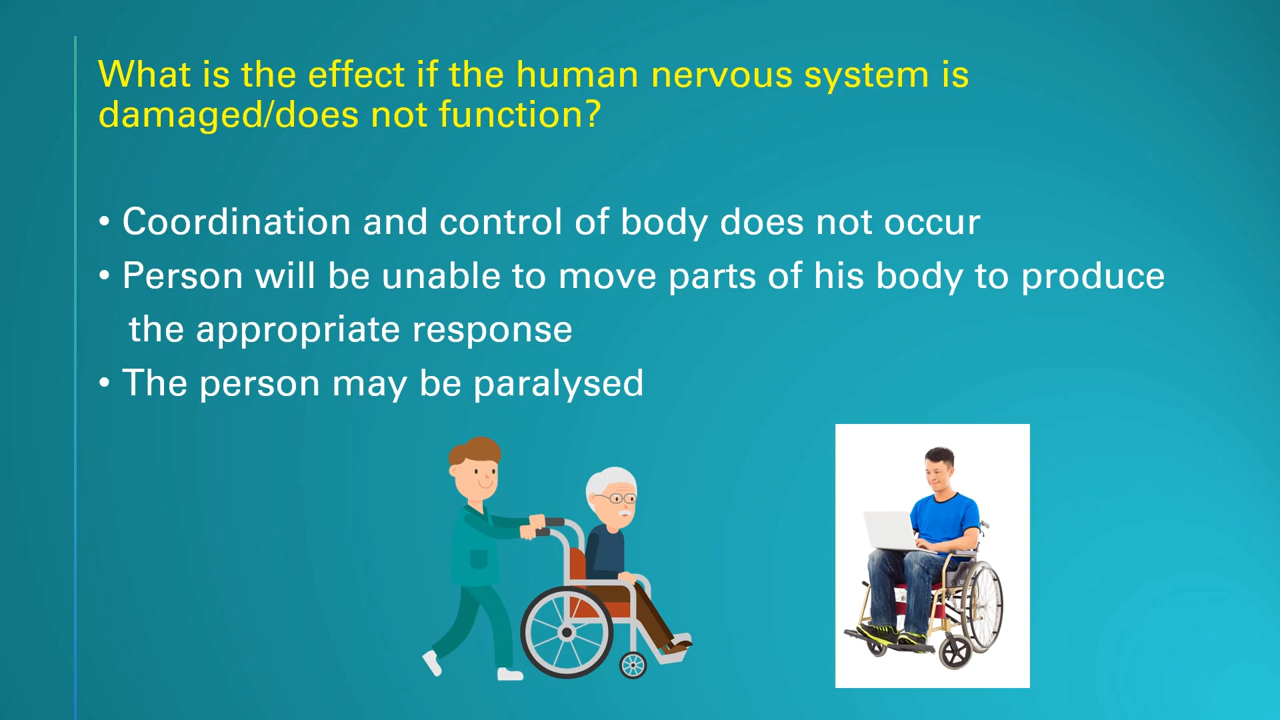 What is the effect if the human nervous system is
damaged/does not function?
• Coordination and control of body does not occur
• Person will be unable to move parts of his body to produce
the appropriate response
• The person may be paralysed